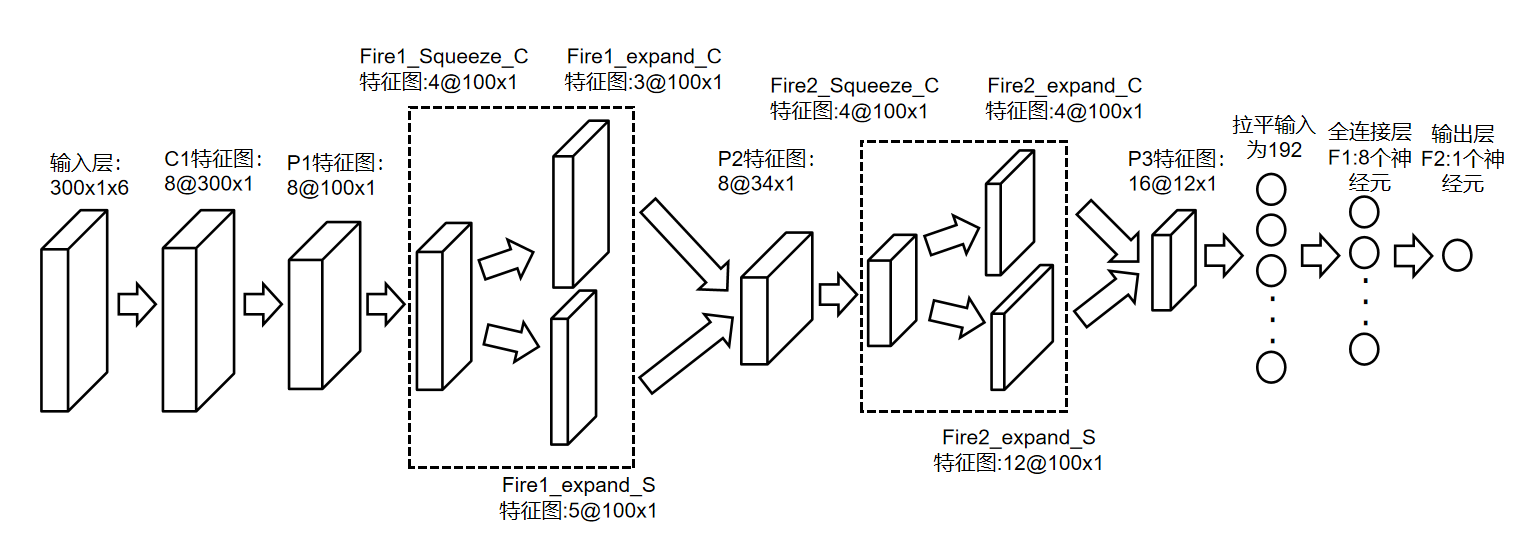 输入层:
300x1x6
C1特征图:
8@300x1
P1特征图:
8@100x1
Fire1_Squeeze_C
特征图:4@100x1
Fire1_expand_C
特征图:3@100x1
Fire1_expand_S
特征图:5@100x1
P2特征图:
8@34x1
Fire2_Squeeze_C
特征图:4@100x1
Fire2_expand_C
特征图:4@100x1
Fire2_expand_S
特征图:12@100x1
P3特征图:
16@12x1
拉平输入
为192
全连接层
F1:8个神
经元
输出层
F2:1个神
经元